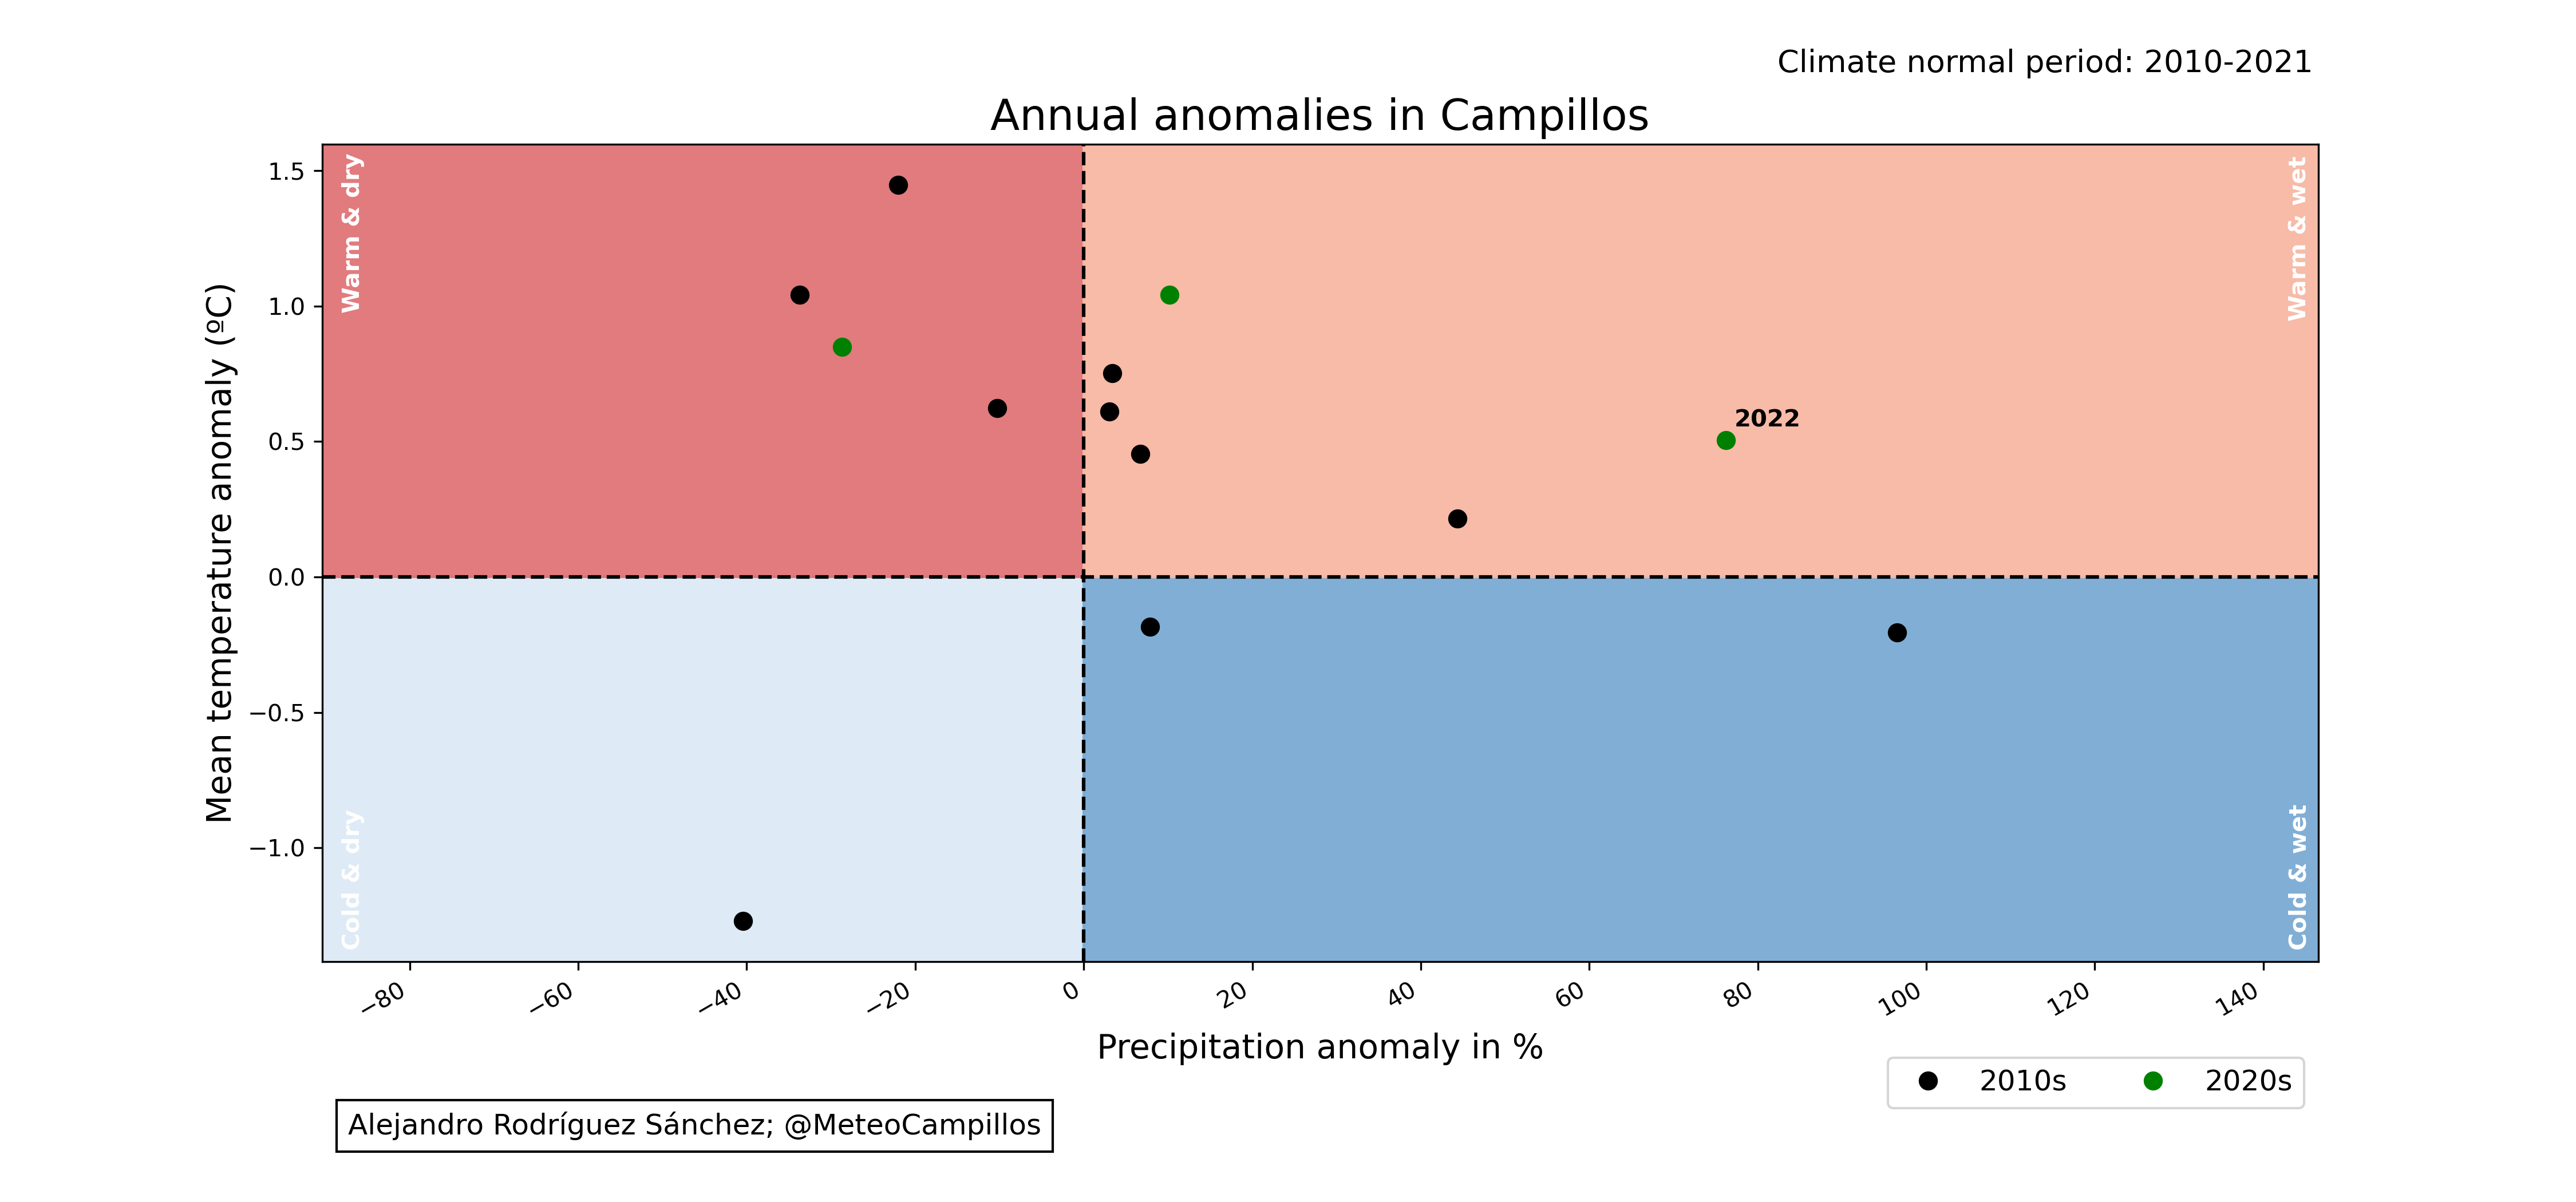 Climate normal period: 2010-2021
Annual anomalies in Campillos
Mean temperature anomaly (ºC)
1.5
1.0
0.5
0.0
−0.5
−1.0
Warm & dry
Warm & wet
2022
Cold & dry
Cold & wet
−80
−60
−40
−20
0
20
40
60
80
100
120
140
Precipitation anomaly in %
2010s
2020s
Alejandro Rodríguez Sánchez; @MeteoCampillos